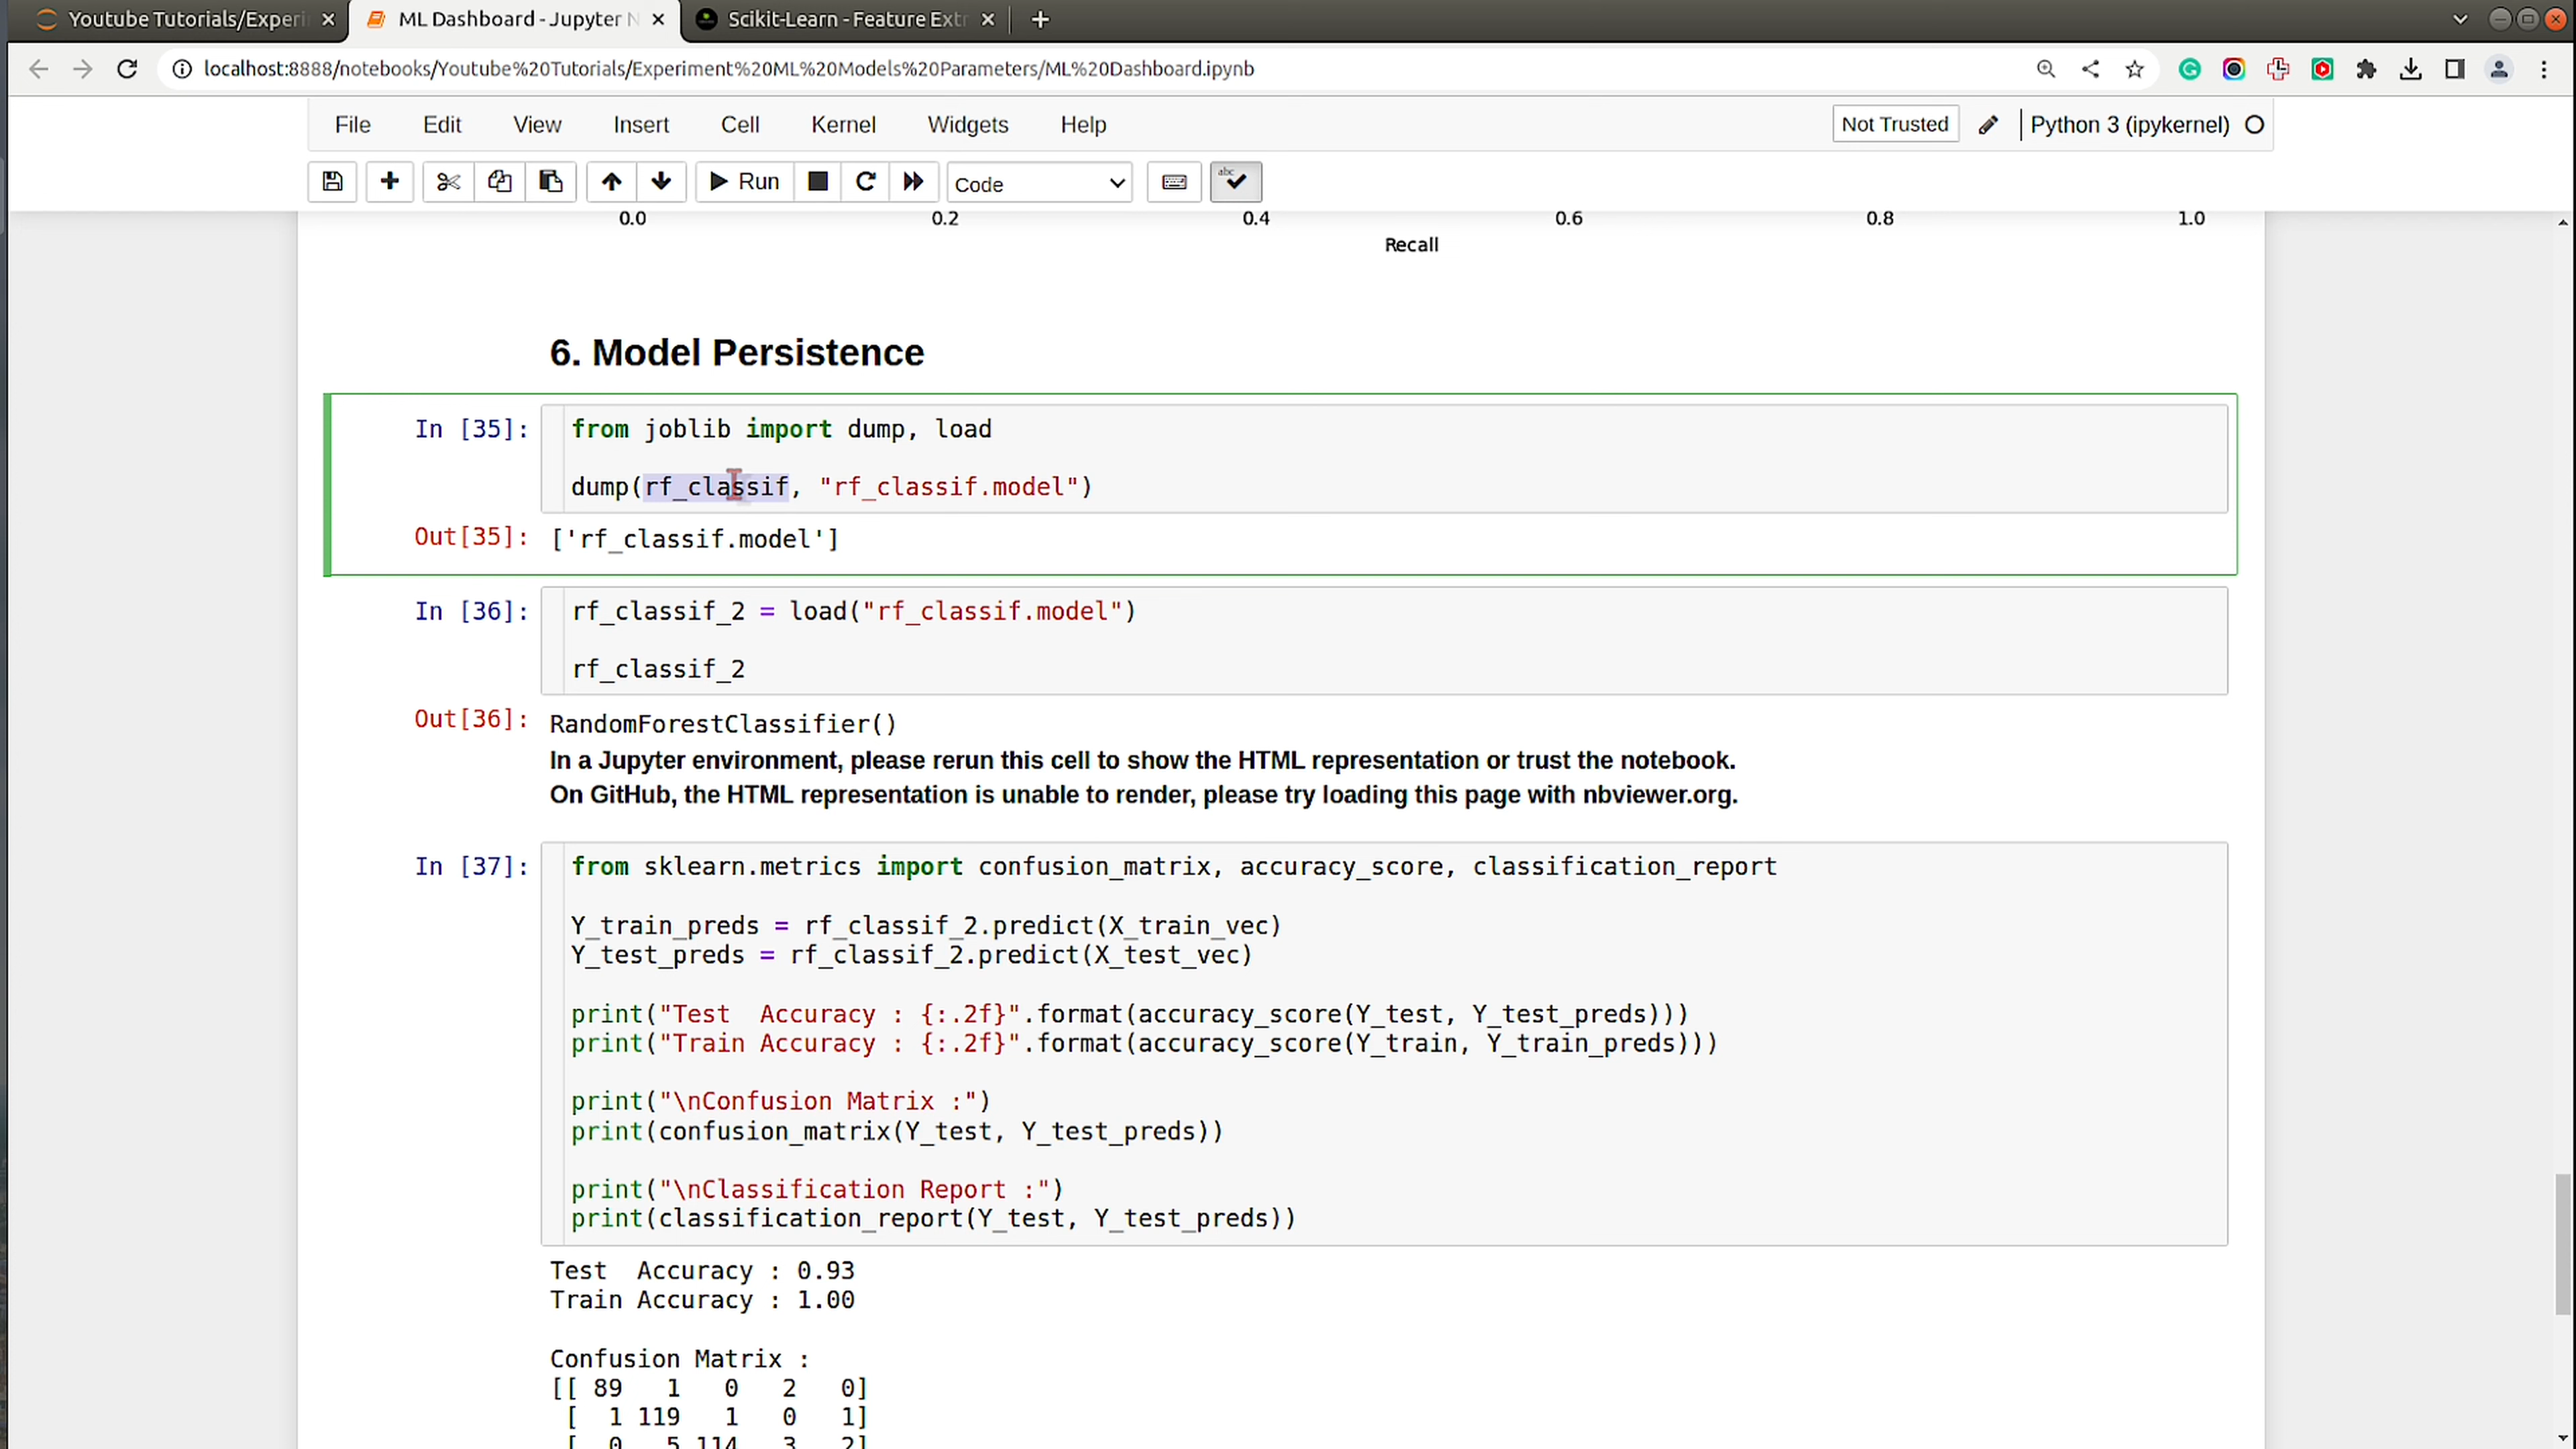 Youtube Tutorials/Experi
ML Dashboard - Jupyter N
Scikit-Learn - Feature Extr
localhost:8888/notebooks/Youtube%20Tutorials/Experiment%20ML%20Models%20Parameters/ML%20Dashboard.ipynb
File Edit View Insert Cell Kernel Widgets Help Not Trusted Python 3 (ipykernel)
Run Code abc
0.0 0.2 0.4 0.6 0.8 1.0
Recall
6. Model Persistence
In [35]: from joblib import dump, load
dump(rf_classif, "rf_classif.model")
Out[35]: ['rf_classif.model']
In [36]: rf_classif_2 = load("rf_classif.model")
rf_classif_2
Out[36]: RandomForestClassifier()
In a Jupyter environment, please rerun this cell to show the HTML representation or trust the notebook.
On GitHub, the HTML representation is unable to render, please try loading this page with nbviewer.org.
In [37]: from sklearn.metrics import confusion_matrix, accuracy_score, classification_report
Y_train_preds = rf_classif_2.predict(X_train_vec)
Y_test_preds = rf_classif_2.predict(X_test_vec)
print("Test  Accuracy : {:.2f}".format(accuracy_score(Y_test, Y_test_preds)))
print("Train Accuracy : {:.2f}".format(accuracy_score(Y_train, Y_train_preds)))
print("\nConfusion Matrix :")
print(confusion_matrix(Y_test, Y_test_preds))
print("\nClassification Report :")
print(classification_report(Y_test, Y_test_preds))
Test  Accuracy : 0.93
Train Accuracy : 1.00
Confusion Matrix :
[[ 89   1   0   2   0]
[  1 119   1   0   1]
[  0   5 114   3   2]